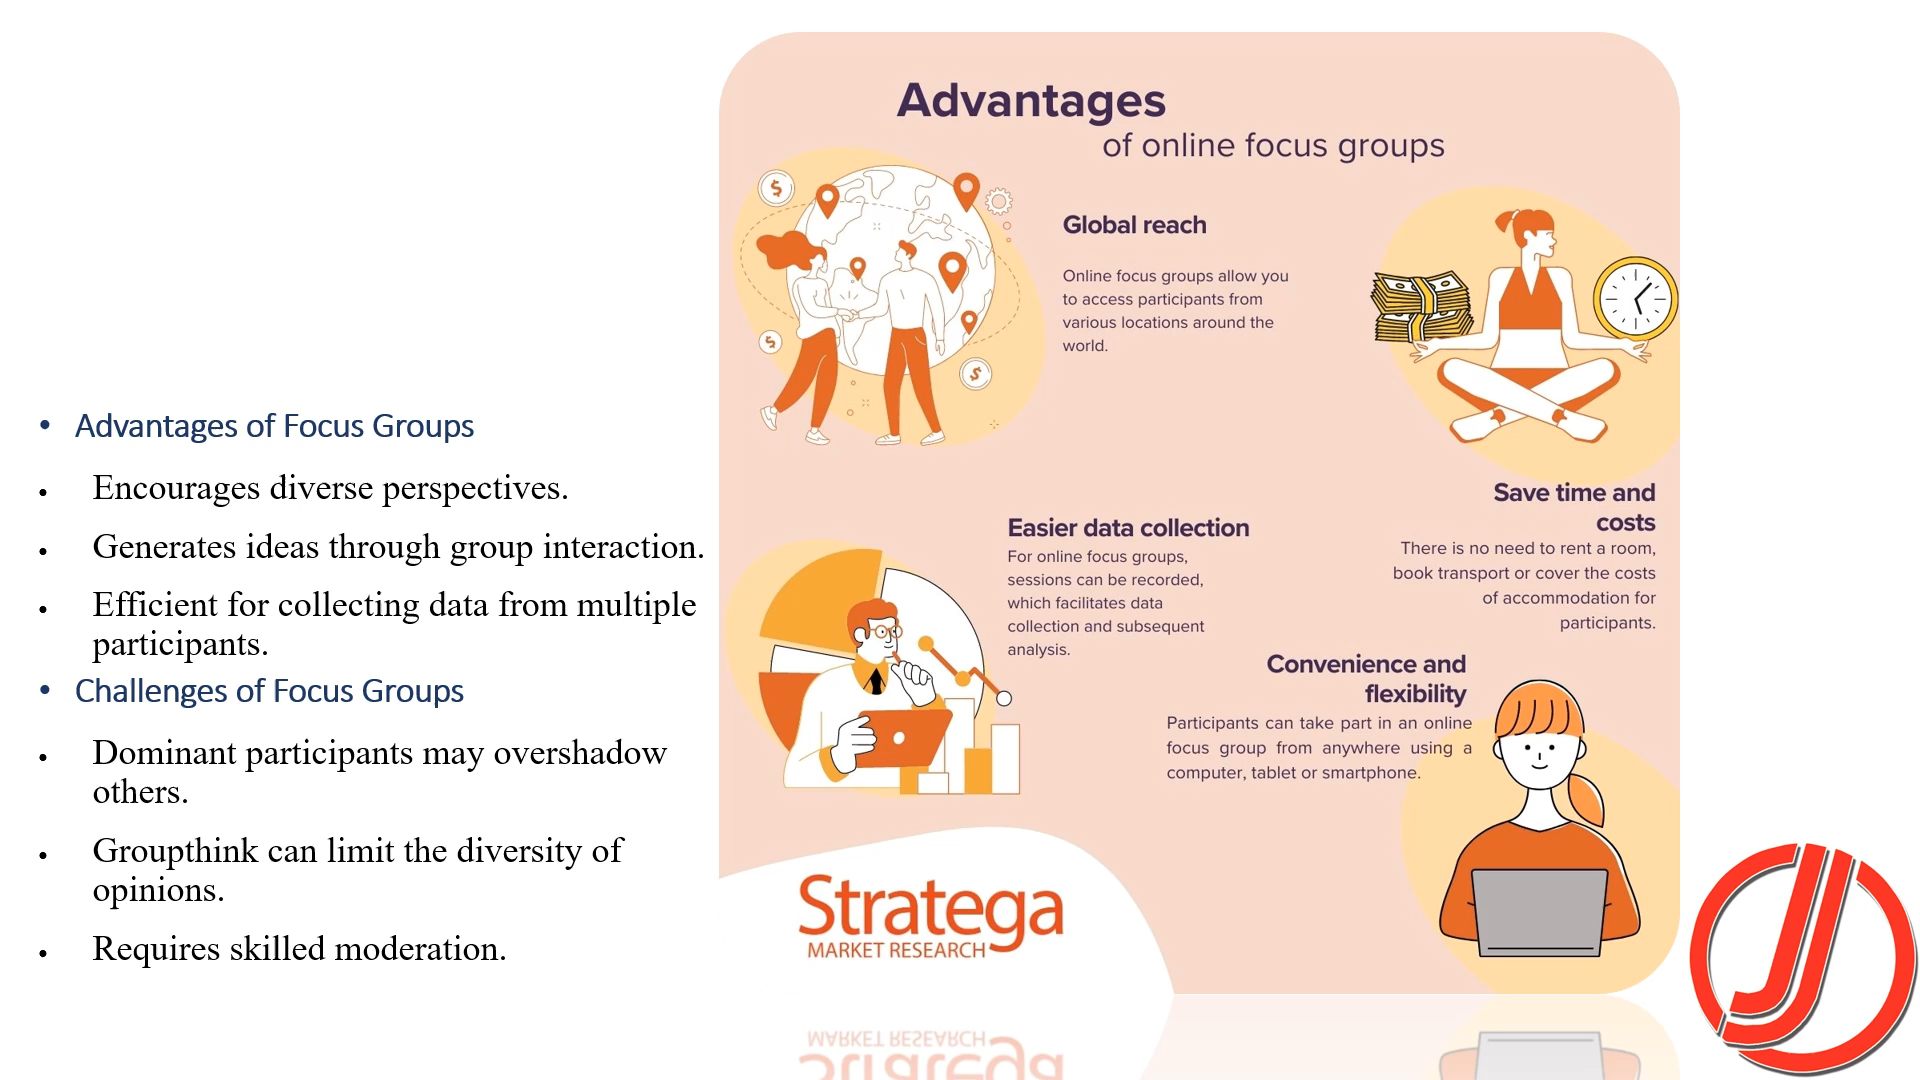 • Advantages of Focus Groups
• Encourages diverse perspectives.
• Generates ideas through group interaction.
• Efficient for collecting data from multiple
participants.
• Challenges of Focus Groups
• Dominant participants may overshadow
others.
• Groupthink can limit the diversity of
opinions.
• Requires skilled moderation.
Advantages
of online focus groups
Global reach
Online focus groups allow you
to access participants from
various locations around the
world.
Save time and
costs
There is no need to rent a room,
book transport or cover the costs
of accommodation for
participants.
Easier data collection
For online focus groups,
sessions can be recorded,
which facilitates data
collection and subsequent
analysis.
Convenience and
flexibility
Participants can take part in an online
focus group from anywhere using a
computer, tablet or smartphone.
Stratega
MARKET RESEARCH